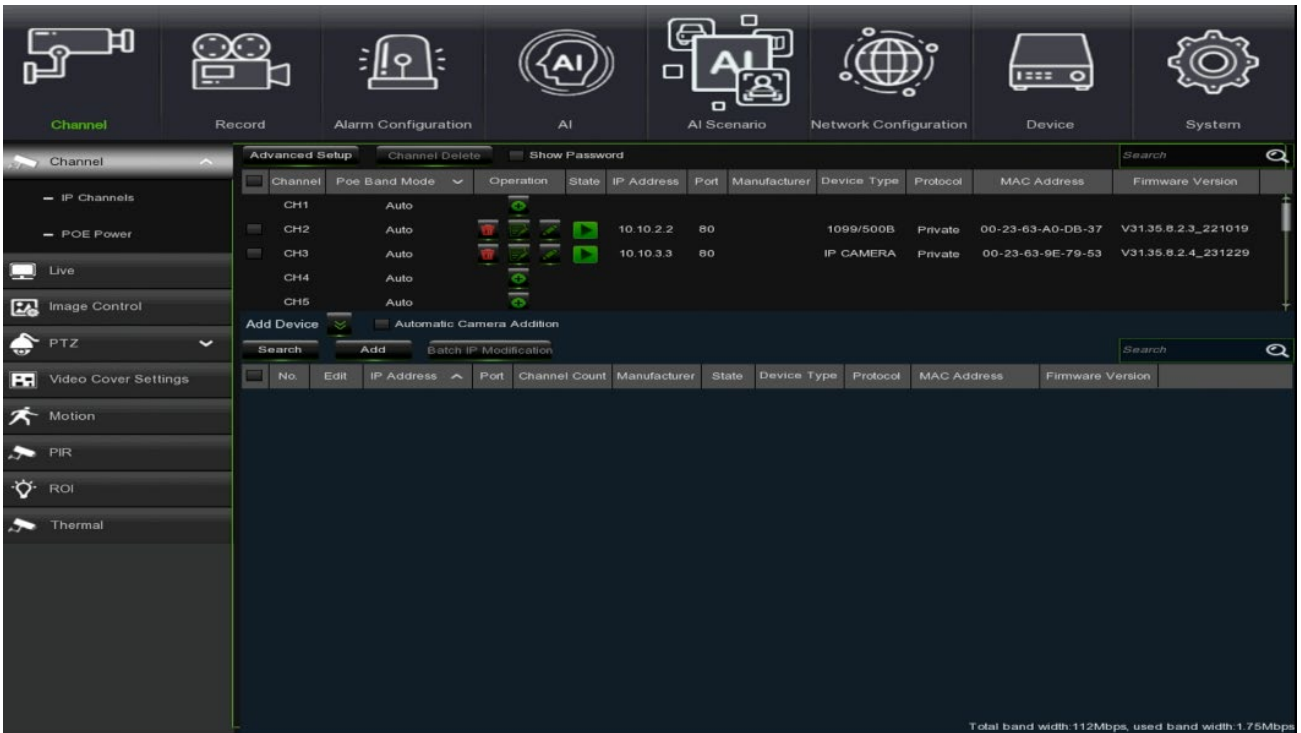 Channel Record Alarm Configuration AI AI Scenario Network Configuration Device System
Channel
IP Channels
POE Power
Live
Image Control
PTZ
Video Cover Settings
Motion
PIR
ROI
Thermal
Advanced Setup Channel Delete Show Password Search
Channel Poe Band Mode Operation State IP Address Port Manufacturer Device Type Protocol MAC Address Firmware Version
CH1 Auto
CH2 Auto 10.10.2.2 80 1099/500B Private 00-23-63-A0-DB-37 V31.35.8.2.3_221019
CH3 Auto 10.10.3.3 80 IP CAMERA Private 00-23-63-9E-79-53 V31.35.8.2.4_231229
CH4 Auto
CH5 Auto
Add Device Automatic Camera Addition
Search Add Batch IP Modification Search
No. Edit IP Address Port Channel Count Manufacturer State Device Type Protocol MAC Address Firmware Version
Total band width:112Mbps, used band width:1.75Mbps